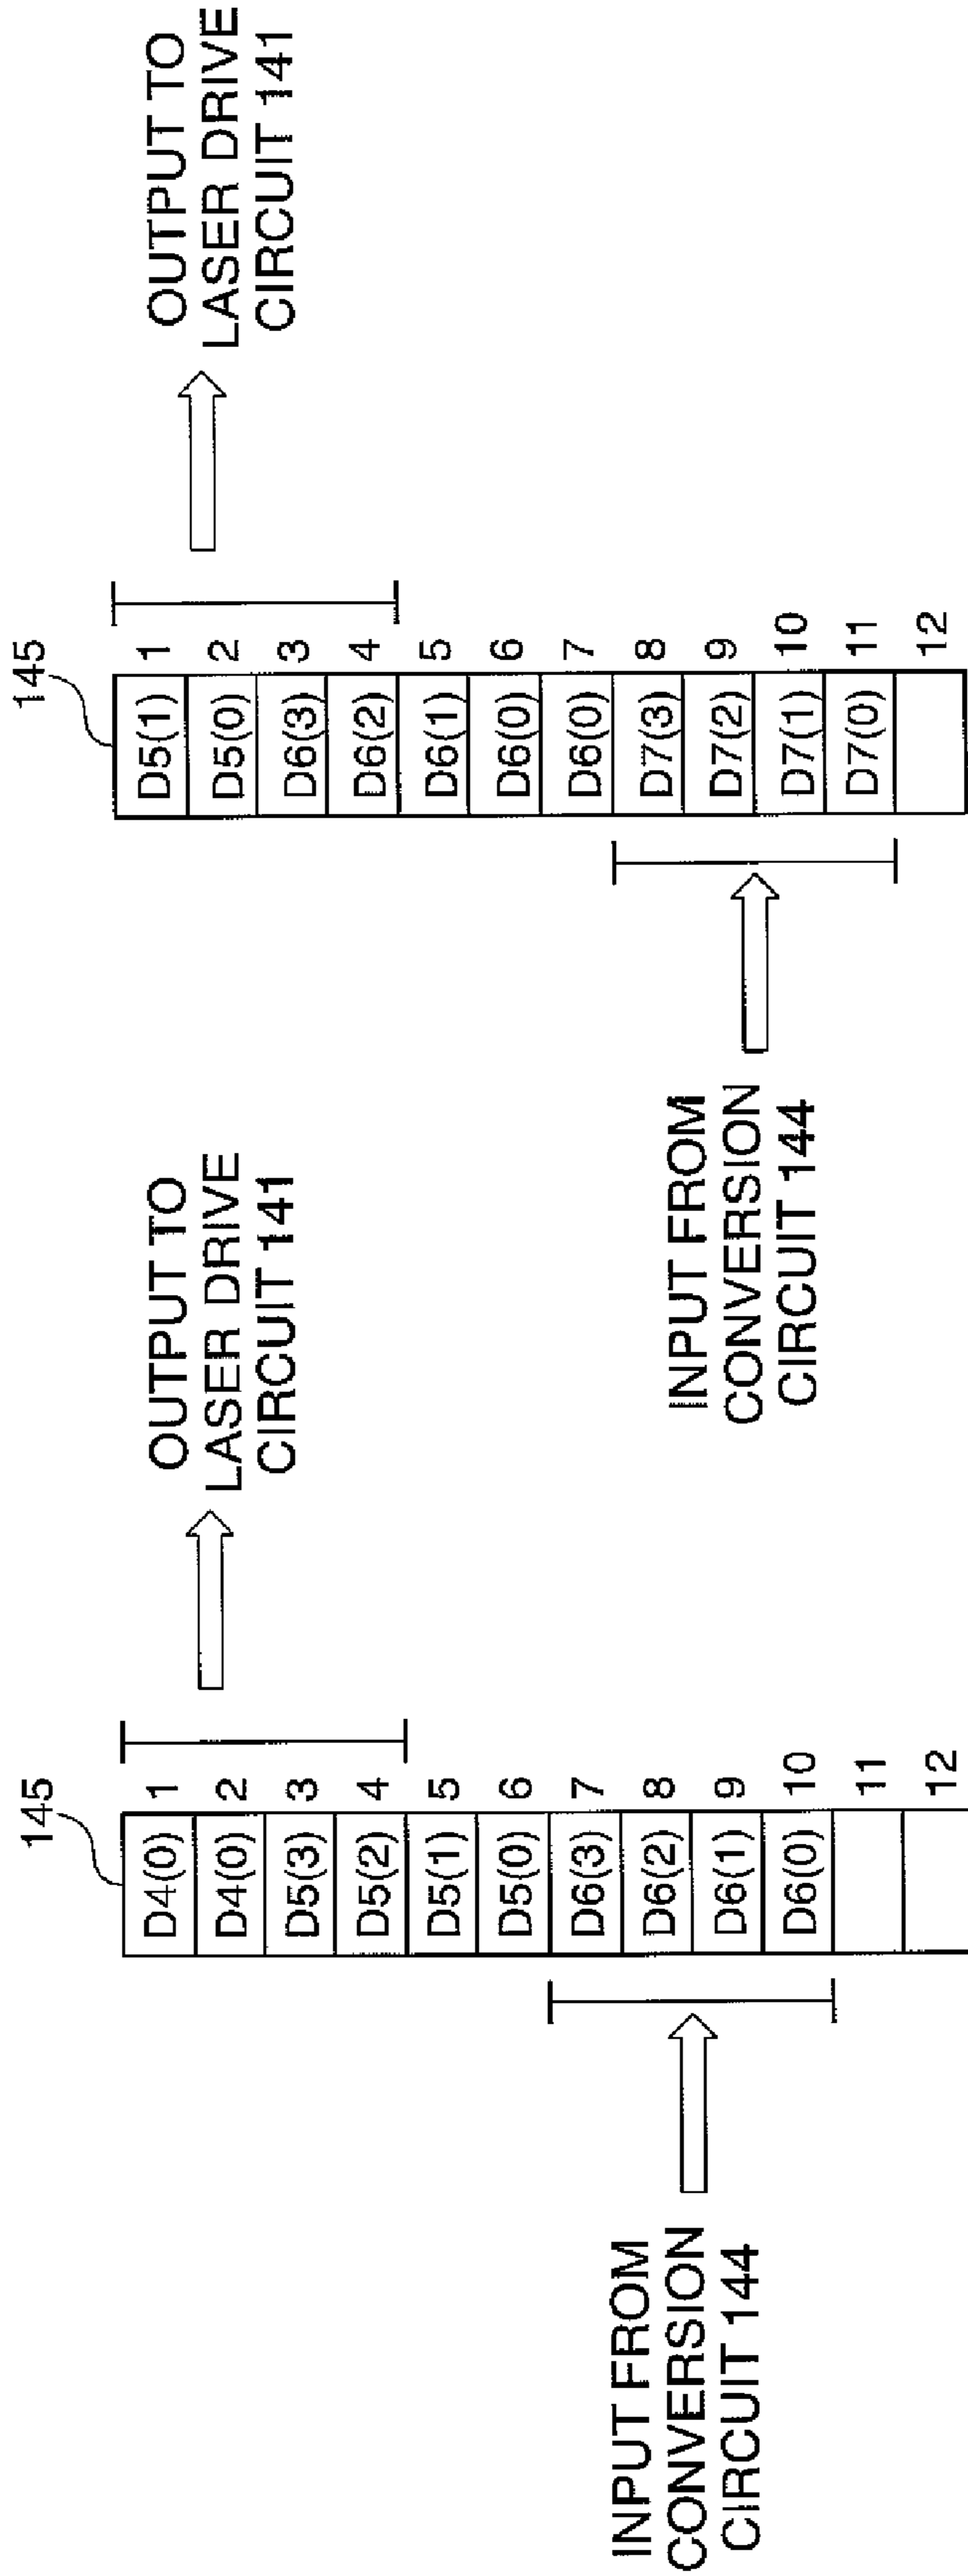 145
D4(0) 1
D4(0) 2
D5(3) 3
D5(2) 4
D5(1) 5
D5(0) 6
D6(3) 7
D6(2) 8
D6(1) 9
D6(0) 10
11
12
OUTPUT TO
LASER DRIVE
CIRCUIT 141
INPUT FROM
CONVERSION
CIRCUIT 144
145
D5(1) 1
D5(0) 2
D6(3) 3
D6(2) 4
D6(1) 5
D6(0) 6
D6(0) 7
D7(3) 8
D7(2) 9
D7(1) 10
D7(0) 11
12
OUTPUT TO
LASER DRIVE
CIRCUIT 141
INPUT FROM
CONVERSION
CIRCUIT 144